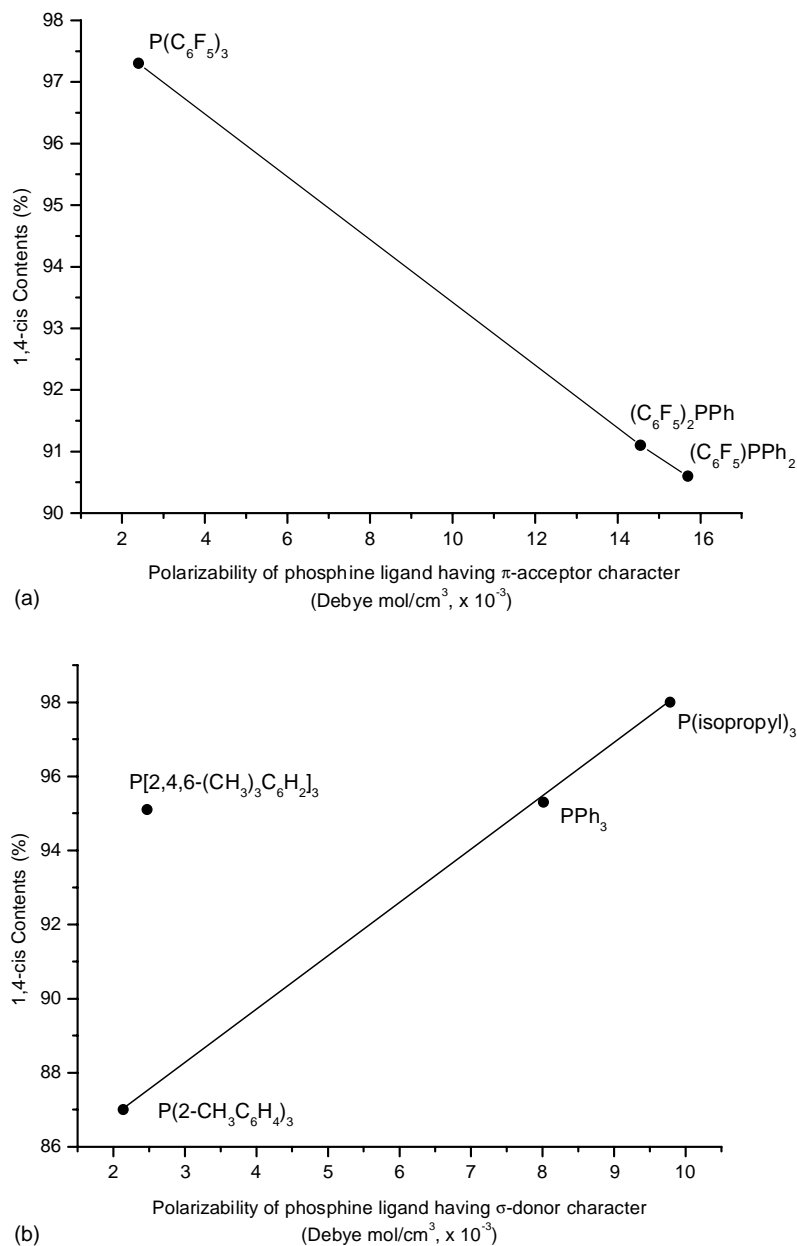 98
97
96
95
94
93
92
91
90
1,4-cis Contents (%)
P(C₆F₅)₃
(C₆F₅)₂PPh
(C₆F₅)PPh₂
2 4 6 8 10 12 14 16
Polarizability of phosphine ligand having π-acceptor character
(a) (Debye mol/cm³, x 10⁻³)
98
96
94
92
90
88
86
1,4-cis Contents (%)
P(isopropyl)₃
P[2,4,6-(CH₃)₃C₆H₂]₃
PPh₃
P(2-CH₃C₆H₄)₃
2 3 4 5 6 7 8 9 10
Polarizability of phosphine ligand having σ-donor character
(b) (Debye mol/cm³, x 10⁻³)